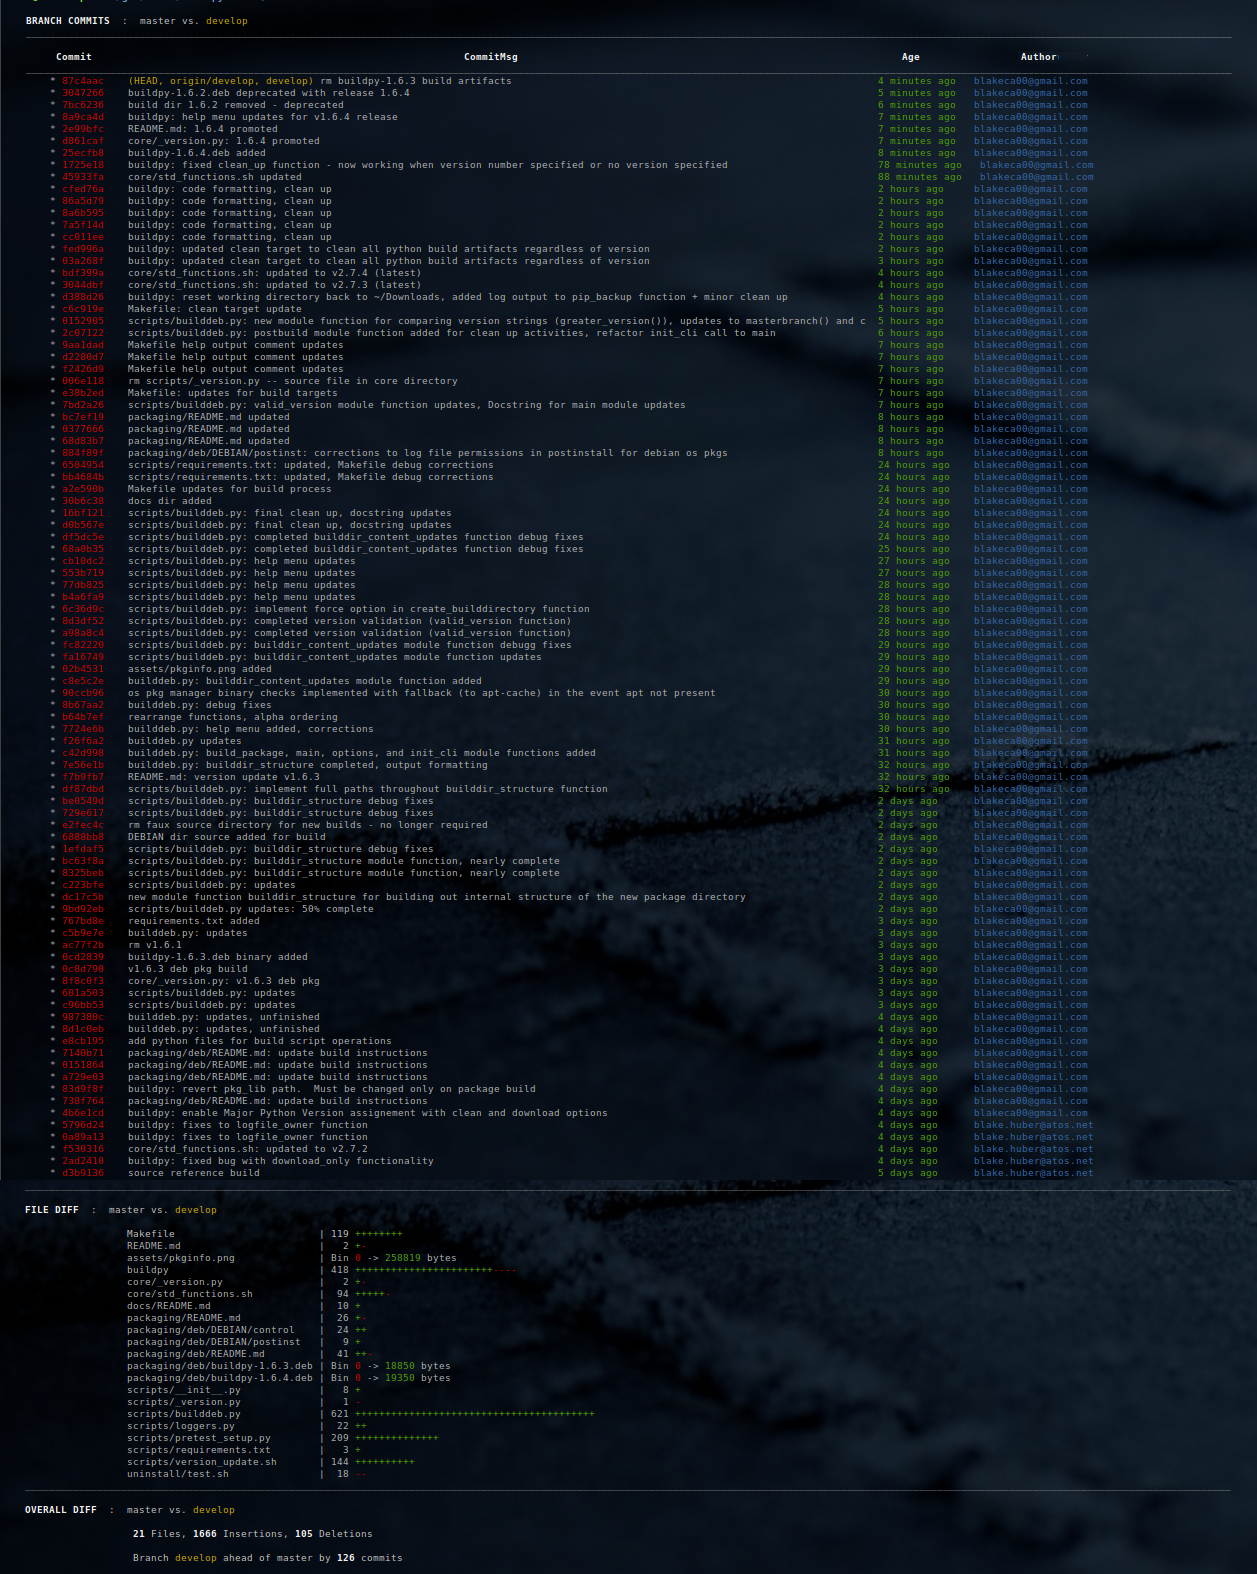 BRANCH COMMITS  :  master vs. develop
Commit CommitMsg Age Author
* 87c4aac (HEAD, origin/develop, develop) rm buildpy-1.6.3 build artifacts 4 minutes ago blakeca00@gmail.com
* 3047266 buildpy-1.6.2.deb deprecated with release 1.6.4 5 minutes ago blakeca00@gmail.com
* 7bc6236 build dir 1.6.2 removed - deprecated 6 minutes ago blakeca00@gmail.com
* 8a9ca4d buildpy: help menu updates for v1.6.4 release 7 minutes ago blakeca00@gmail.com
* 2e99bfc README.md: 1.6.4 promoted 7 minutes ago blakeca00@gmail.com
* d861caf core/_version.py: 1.6.4 promoted 7 minutes ago blakeca00@gmail.com
* 25ecfb8 buildpy-1.6.4.deb added 8 minutes ago blakeca00@gmail.com
* 1725e18 buildpy: fixed clean_up function - now working when version number specified or no version specified 78 minutes ago blakeca00@gmail.com
* 45933fa core/std_functions.sh updated 88 minutes ago blakeca00@gmail.com
* cfed76a buildpy: code formatting, clean up 2 hours ago blakeca00@gmail.com
* 86a5d79 buildpy: code formatting, clean up 2 hours ago blakeca00@gmail.com
* 8a6b595 buildpy: code formatting, clean up 2 hours ago blakeca00@gmail.com
* 7a5f14d buildpy: code formatting, clean up 2 hours ago blakeca00@gmail.com
* cc011ee buildpy: code formatting, clean up 2 hours ago blakeca00@gmail.com
* fed996a buildpy: updated clean target to clean all python build artifacts regardless of version 2 hours ago blakeca00@gmail.com
* 03a268f buildpy: updated clean target to clean all python build artifacts regardless of version 3 hours ago blakeca00@gmail.com
* bdf399a core/std_functions.sh: updated to v2.7.4 (latest) 4 hours ago blakeca00@gmail.com
* 3044dbf core/std_functions.sh: updated to v2.7.3 (latest) 4 hours ago blakeca00@gmail.com
* d388d26 buildpy: reset working directory back to ~/Downloads, added log output to pip_backup function + minor clean up 4 hours ago blakeca00@gmail.com
* c6c919e Makefile: clean target update 5 hours ago blakeca00@gmail.com
* 0152905 scripts/builddeb.py: new module function for comparing version strings (greater_version()), updates to masterbranch() and c 5 hours ago blakeca00@gmail.com
* 2c07122 scripts/builddeb.py: postbuild module function added for clean up activities, refactor init_cli call to main 6 hours ago blakeca00@gmail.com
* 9aa1dad Makefile help output comment updates 7 hours ago blakeca00@gmail.com
* d2280d7 Makefile help output comment updates 7 hours ago blakeca00@gmail.com
* f2426d9 Makefile help output comment updates 7 hours ago blakeca00@gmail.com
* 006e118 rm scripts/_version.py -- source file in core directory 7 hours ago blakeca00@gmail.com
* e38b2ed Makefile: updates for build targets 7 hours ago blakeca00@gmail.com
* 7bd2a26 scripts/builddeb.py: valid_version module function updates, Docstring for main module updates 7 hours ago blakeca00@gmail.com
* bc7ef19 packaging/README.md updated 8 hours ago blakeca00@gmail.com
* 0377666 packaging/README.md updated 8 hours ago blakeca00@gmail.com
* 68d83b7 packaging/README.md updated 8 hours ago blakeca00@gmail.com
* 884f89f packaging/deb/DEBIAN/postinst: corrections to log file permissions in postinstall for debian os pkgs 8 hours ago blakeca00@gmail.com
* 6504954 scripts/requirements.txt: updated, Makefile debug corrections 24 hours ago blakeca00@gmail.com
* bb4684b scripts/requirements.txt: updated, Makefile debug corrections 24 hours ago blakeca00@gmail.com
* a2e590b Makefile updates for build process 24 hours ago blakeca00@gmail.com
* 30b6c38 docs dir added 24 hours ago blakeca00@gmail.com
* 16bf121 scripts/builddeb.py: final clean up, docstring updates 24 hours ago blakeca00@gmail.com
* d0b567e scripts/builddeb.py: final clean up, docstring updates 24 hours ago blakeca00@gmail.com
* df5dc5e scripts/builddeb.py: completed builddir_content_updates function debug fixes 24 hours ago blakeca00@gmail.com
* 68a0b35 scripts/builddeb.py: completed builddir_content_updates function debug fixes 25 hours ago blakeca00@gmail.com
* cb10dc2 scripts/builddeb.py: help menu updates 27 hours ago blakeca00@gmail.com
* 553b719 scripts/builddeb.py: help menu updates 27 hours ago blakeca00@gmail.com
* 77db825 scripts/builddeb.py: help menu updates 28 hours ago blakeca00@gmail.com
* b4a6fa9 scripts/builddeb.py: help menu updates 28 hours ago blakeca00@gmail.com
* 6c36d9c scripts/builddeb.py: implement force option in create_builddirectory function 28 hours ago blakeca00@gmail.com
* 8d3df52 scripts/builddeb.py: completed version validation (valid_version function) 28 hours ago blakeca00@gmail.com
* a98a8c4 scripts/builddeb.py: completed version validation (valid_version function) 28 hours ago blakeca00@gmail.com
* fc82220 scripts/builddeb.py: builddir_content_updates module function debugg fixes 29 hours ago blakeca00@gmail.com
* fa16749 scripts/builddeb.py: builddir_content_updates module function updates 29 hours ago blakeca00@gmail.com
* 02b4531 assets/pkginfo.png added 29 hours ago blakeca00@gmail.com
* c8e5c2e builddeb.py: builddir_content_updates module function added 29 hours ago blakeca00@gmail.com
* 90ccb96 os pkg manager binary checks implemented with fallback (to apt-cache) in the event apt not present 30 hours ago blakeca00@gmail.com
* 8b67aa2 builddeb.py: debug fixes 30 hours ago blakeca00@gmail.com
* b64b7ef rearrange functions, alpha ordering 30 hours ago blakeca00@gmail.com
* 7724e6b builddeb.py: help menu added, corrections 30 hours ago blakeca00@gmail.com
* f26f6a2 builddeb.py updates 31 hours ago blakeca00@gmail.com
* c42d998 builddeb.py: build_package, main, options, and init_cli module functions added 31 hours ago blakeca00@gmail.com
* 7e56e1b builddeb.py: builddir_structure completed, output formatting 32 hours ago blakeca00@gmail.com
* f7b9fb7 README.md: version update v1.6.3 32 hours ago blakeca00@gmail.com
* df87dbd scripts/builddeb.py: implement full paths throughout builddir_structure function 32 hours ago blakeca00@gmail.com
* be0549d scripts/builddeb.py: builddir_structure debug fixes 2 days ago blakeca00@gmail.com
* 729e617 scripts/builddeb.py: builddir_structure debug fixes 2 days ago blakeca00@gmail.com
* e2fec4c rm faux source directory for new builds - no longer required 2 days ago blakeca00@gmail.com
* 6808bb8 DEBIAN dir source added for build 2 days ago blakeca00@gmail.com
* 1efdaf5 scripts/builddeb.py: builddir_structure debug fixes 2 days ago blakeca00@gmail.com
* bc63f8a scripts/builddeb.py: builddir_structure module function, nearly complete 2 days ago blakeca00@gmail.com
* 8325beb scripts/builddeb.py: builddir_structure module function, nearly complete 2 days ago blakeca00@gmail.com
* c223bfe scripts/builddeb.py: updates 2 days ago blakeca00@gmail.com
* dc17c5b new module function builddir_structure for building out internal structure of the new package directory 2 days ago blakeca00@gmail.com
* 9bd92eb scripts/builddeb.py updates: 50% complete 2 days ago blakeca00@gmail.com
* 767bd8e requirements.txt added 3 days ago blakeca00@gmail.com
* c5b9e7e builddeb.py: updates 3 days ago blakeca00@gmail.com
* ac77f2b rm v1.6.1 3 days ago blakeca00@gmail.com
* 0cd2839 buildpy-1.6.3.deb binary added 3 days ago blakeca00@gmail.com
* 0c8d790 v1.6.3 deb pkg build 3 days ago blakeca00@gmail.com
* 8f8c0f3 core/_version.py: v1.6.3 deb pkg 3 days ago blakeca00@gmail.com
* 601a503 scripts/builddeb.py: updates 3 days ago blakeca00@gmail.com
* c96bb53 scripts/builddeb.py: updates 3 days ago blakeca00@gmail.com
* 987380c builddeb.py: updates, unfinished 4 days ago blakeca00@gmail.com
* 8d1c0eb builddeb.py: updates, unfinished 4 days ago blakeca00@gmail.com
* e8cb195 add python files for build script operations 4 days ago blakeca00@gmail.com
* 7140b71 packaging/deb/README.md: update build instructions 4 days ago blakeca00@gmail.com
* 0151864 packaging/deb/README.md: update build instructions 4 days ago blakeca00@gmail.com
* a729e03 packaging/deb/README.md: update build instructions 4 days ago blakeca00@gmail.com
* 83d9f8f buildpy: revert pkg_lib path.  Must be changed only on package build 4 days ago blakeca00@gmail.com
* 738f764 packaging/deb/README.md: update build instructions 4 days ago blakeca00@gmail.com
* 4b6e1cd buildpy: enable Major Python Version assignement with clean and download options 4 days ago blakeca00@gmail.com
* 5796d24 buildpy: fixes to logfile_owner function 4 days ago blake.huber@atos.net
* 0a89a13 buildpy: fixes to logfile_owner function 4 days ago blake.huber@atos.net
* f530316 core/std_functions.sh: updated to v2.7.2 4 days ago blake.huber@atos.net
* 2ad2410 buildpy: fixed bug with download_only functionality 4 days ago blake.huber@atos.net
* d3b9136 source reference build 5 days ago blake.huber@atos.net
FILE DIFF  :  master vs. develop
Makefile | 119 ++++++++
README.md | 2 +-
assets/pkginfo.png | Bin 0 -> 258819 bytes
buildpy | 418 +++++++++++++++++++++++----
core/_version.py | 2 +-
core/std_functions.sh | 94 +++++-
docs/README.md | 10 +
packaging/README.md | 26 +-
packaging/deb/DEBIAN/control | 24 ++
packaging/deb/DEBIAN/postinst | 9 +
packaging/deb/README.md | 41 ++-
packaging/deb/buildpy-1.6.3.deb | Bin 0 -> 18850 bytes
packaging/deb/buildpy-1.6.4.deb | Bin 0 -> 19350 bytes
scripts/__init__.py | 8 +
scripts/_version.py | 1 -
scripts/builddeb.py | 621 ++++++++++++++++++++++++++++++++++++++++
scripts/loggers.py | 22 ++
scripts/pretest_setup.py | 209 ++++++++++++++
scripts/requirements.txt | 3 +
scripts/version_update.sh | 144 ++++++++++
uninstall/test.sh | 18 --
OVERALL DIFF  :  master vs. develop
21 Files, 1666 Insertions, 105 Deletions
Branch develop ahead of master by 126 commits